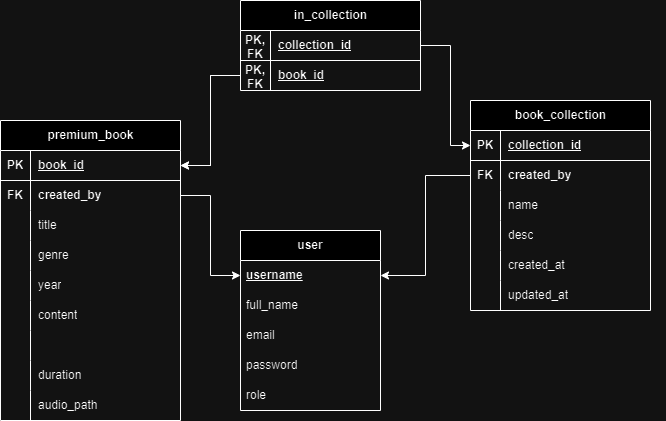 in_collection
PK, FK collection_id
PK, FK book_id
premium_book
PK book_id
FK created_by
title
genre
year
content
duration
audio_path
user
username
full_name
email
password
role
book_collection
PK collection_id
FK created_by
name
desc
created_at
updated_at